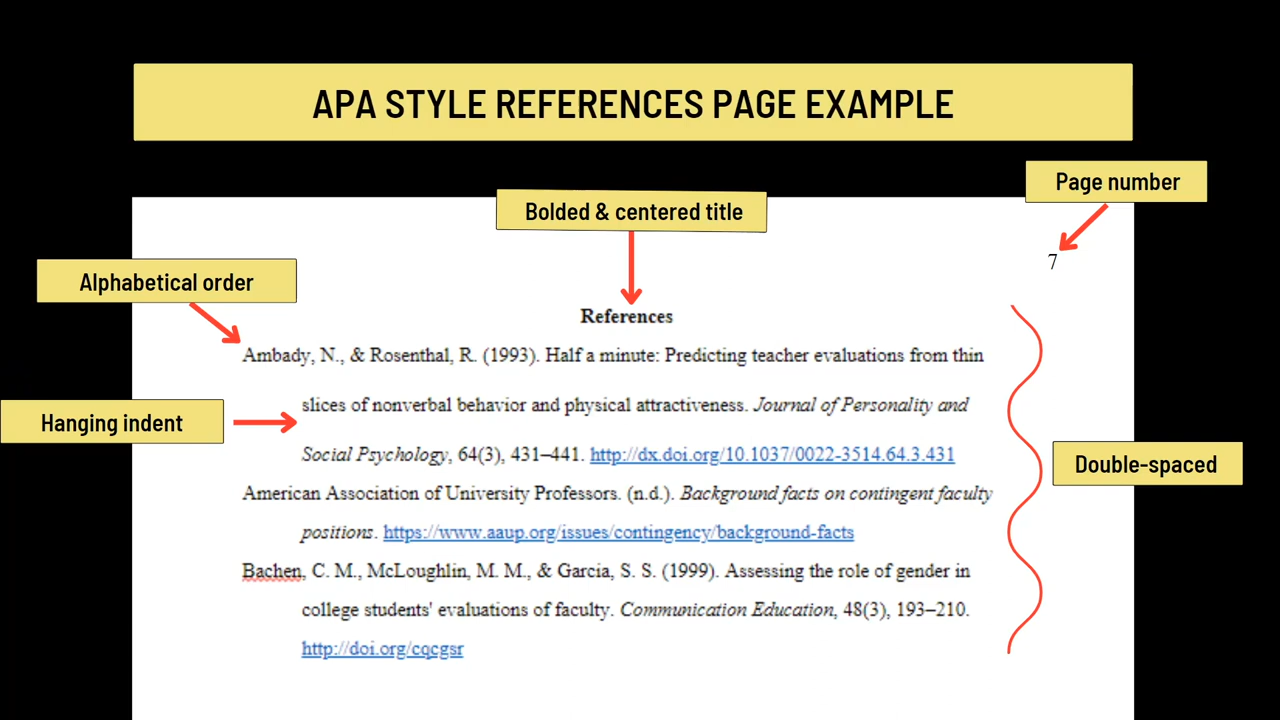 APA STYLE REFERENCES PAGE EXAMPLE
Page number
Bolded & centered title
7
Alphabetical order
References
Ambady, N., & Rosenthal, R. (1993). Half a minute: Predicting teacher evaluations from thin
slices of nonverbal behavior and physical attractiveness. Journal of Personality and
Hanging indent
Social Psychology, 64(3), 431–441. http://dx.doi.org/10.1037/0022-3514.64.3.431
Double-spaced
American Association of University Professors. (n.d.). Background facts on contingent faculty
positions. https://www.aaup.org/issues/contingency/background-facts
Bachen, C. M., McLoughlin, M. M., & Garcia, S. S. (1999). Assessing the role of gender in
college students' evaluations of faculty. Communication Education, 48(3), 193–210.
http://doi.org/cqcgsr